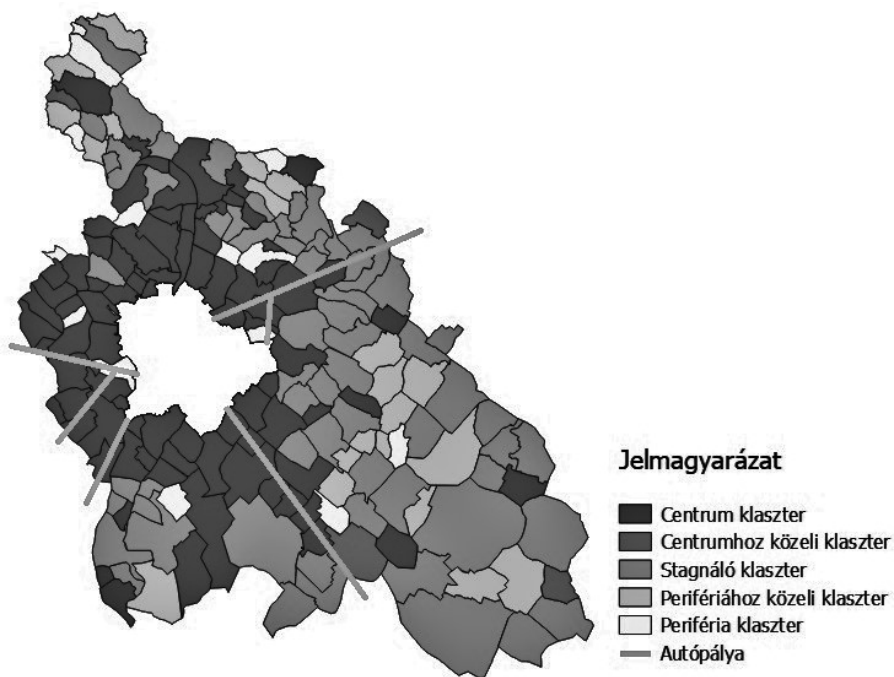 Jelmagyarázat
Centrum klaszter
Centrumhoz közeli klaszter
Stagnáló klaszter
Perifériához közeli klaszter
Periféria klaszter
Autópálya